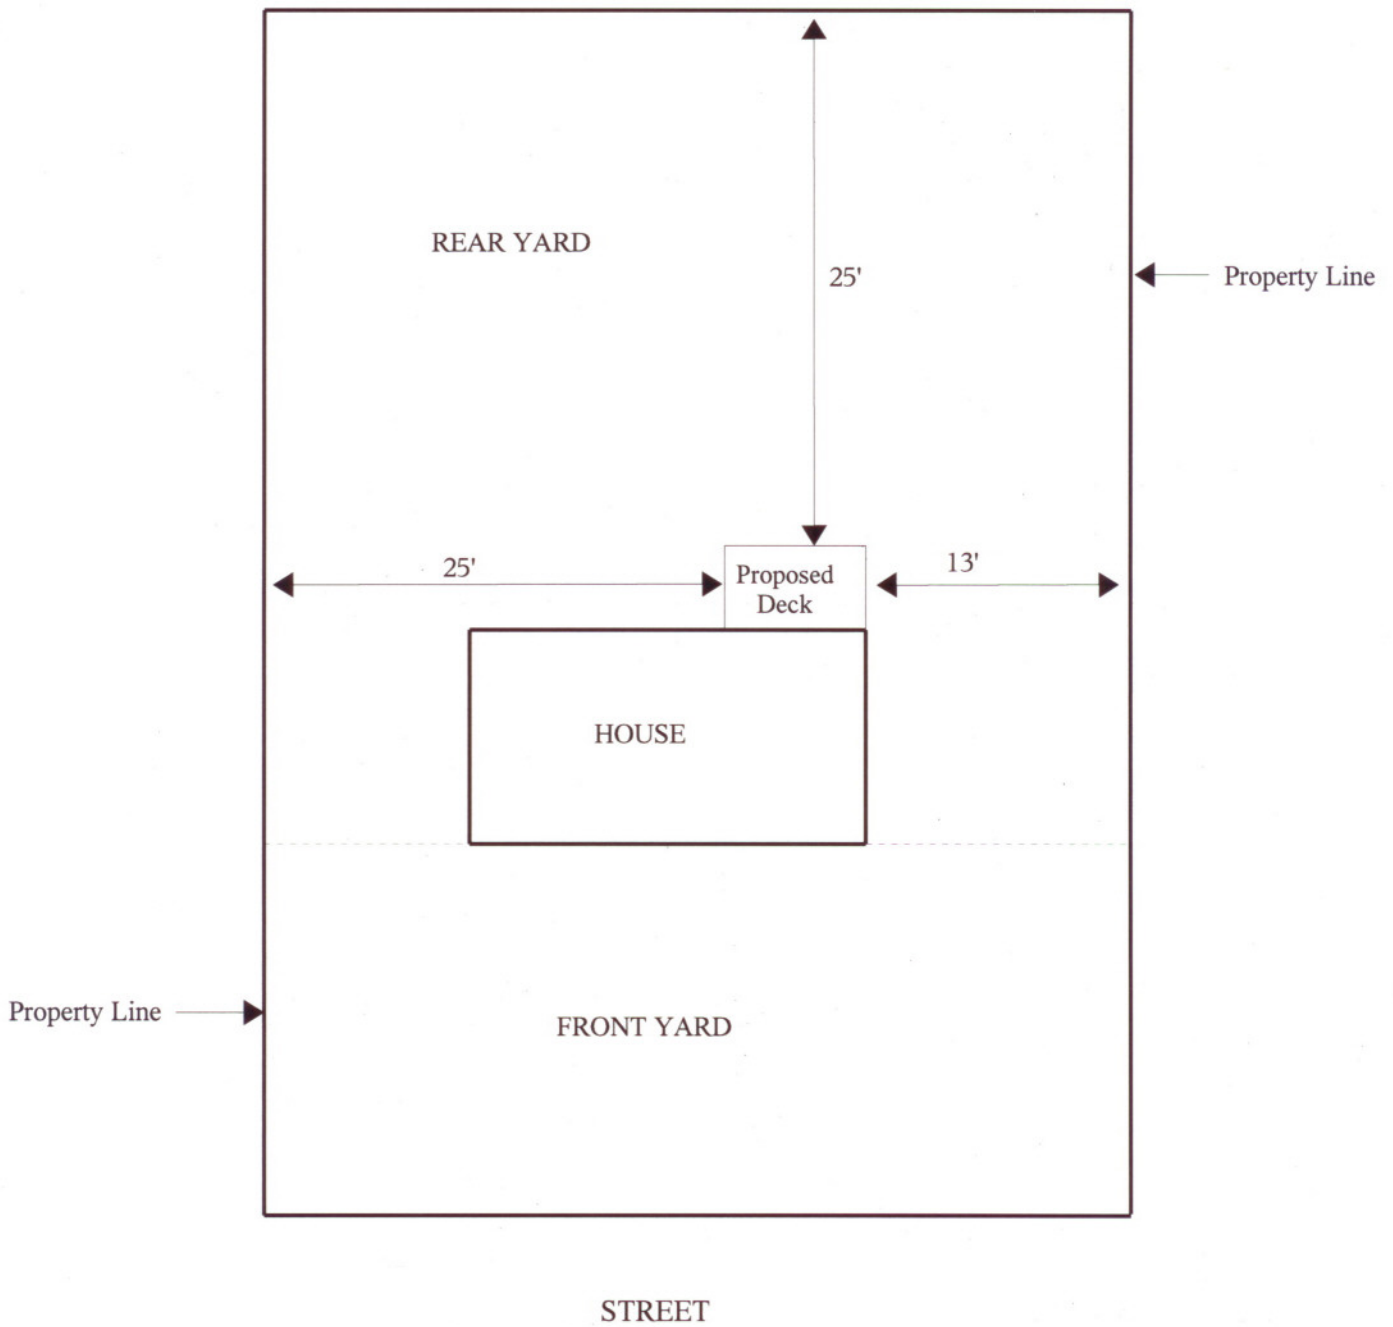 REAR YARD
25'
Property Line
25'
Proposed
Deck
13'
HOUSE
Property Line
FRONT YARD
STREET